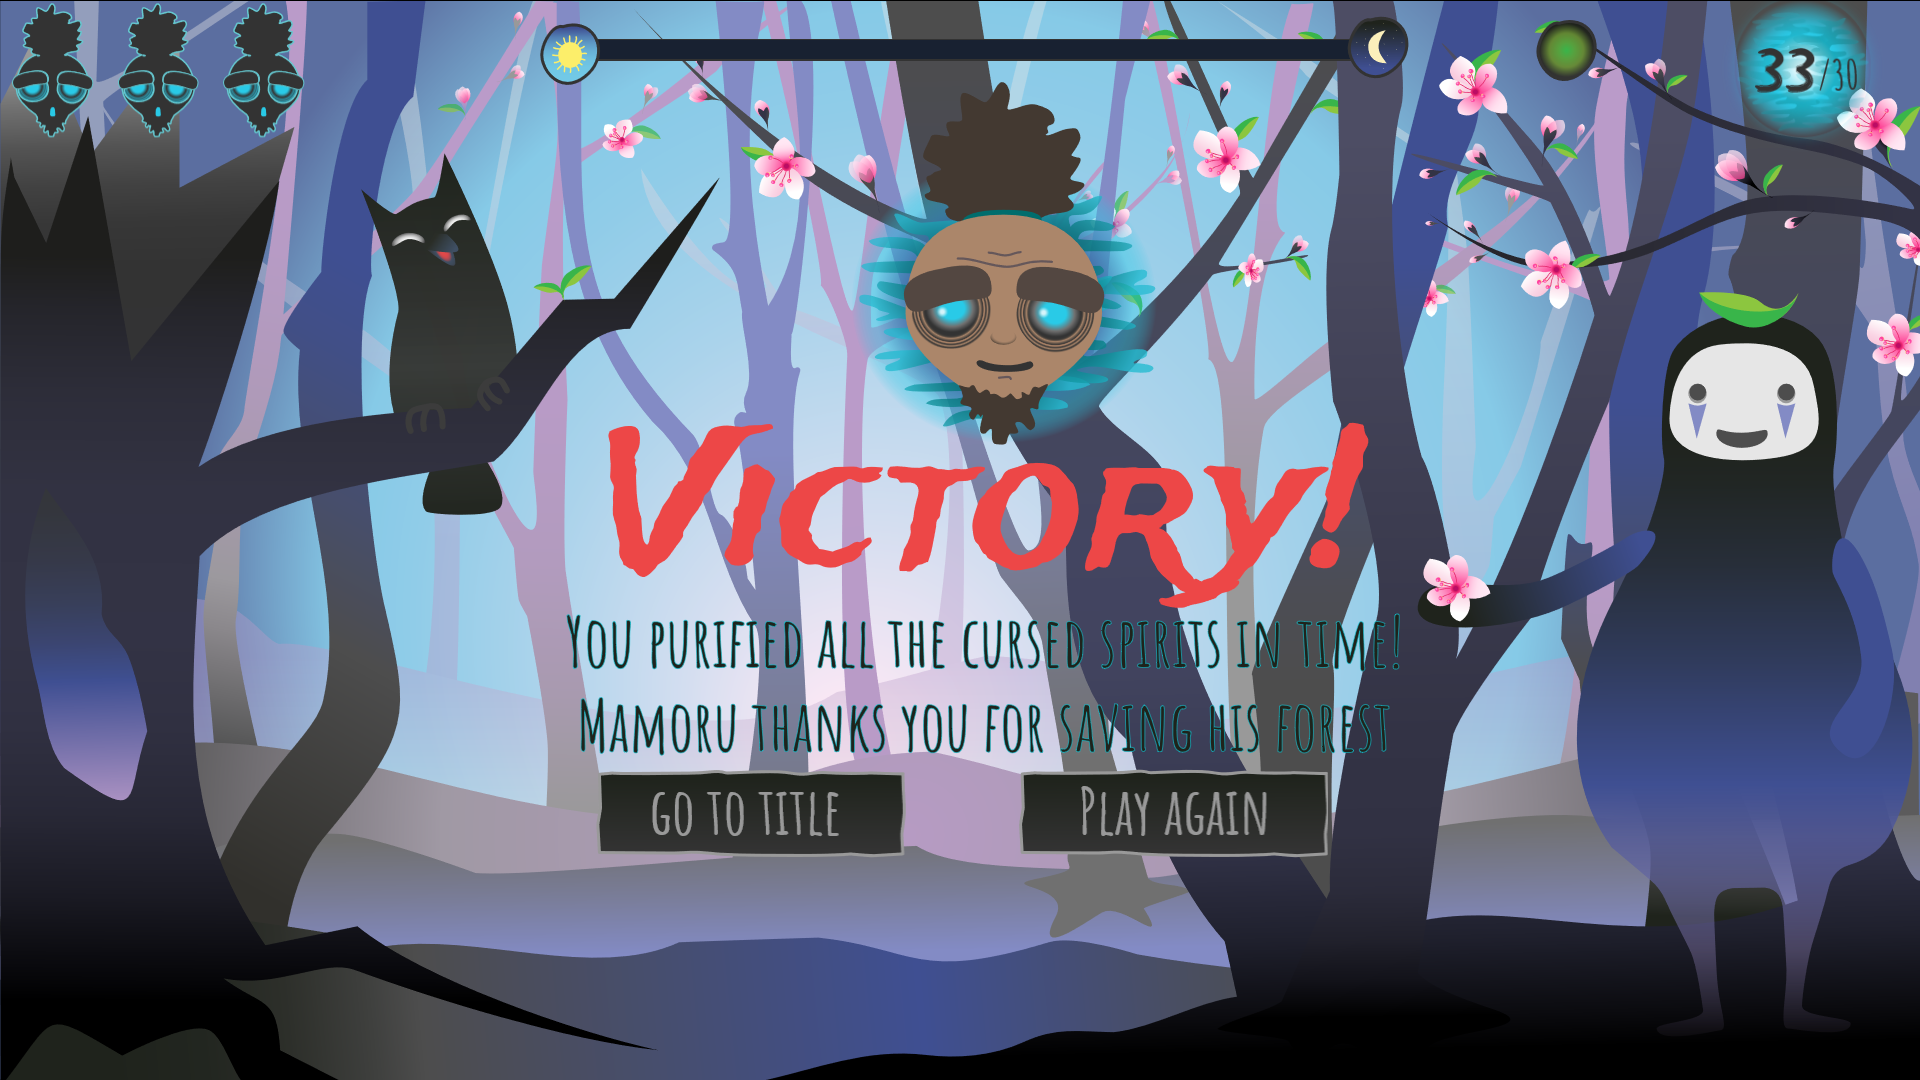 33/30
Victory!
You purified all the cursed spirits in time!
Mamoru thanks you for saving his forest
go to title
Play again